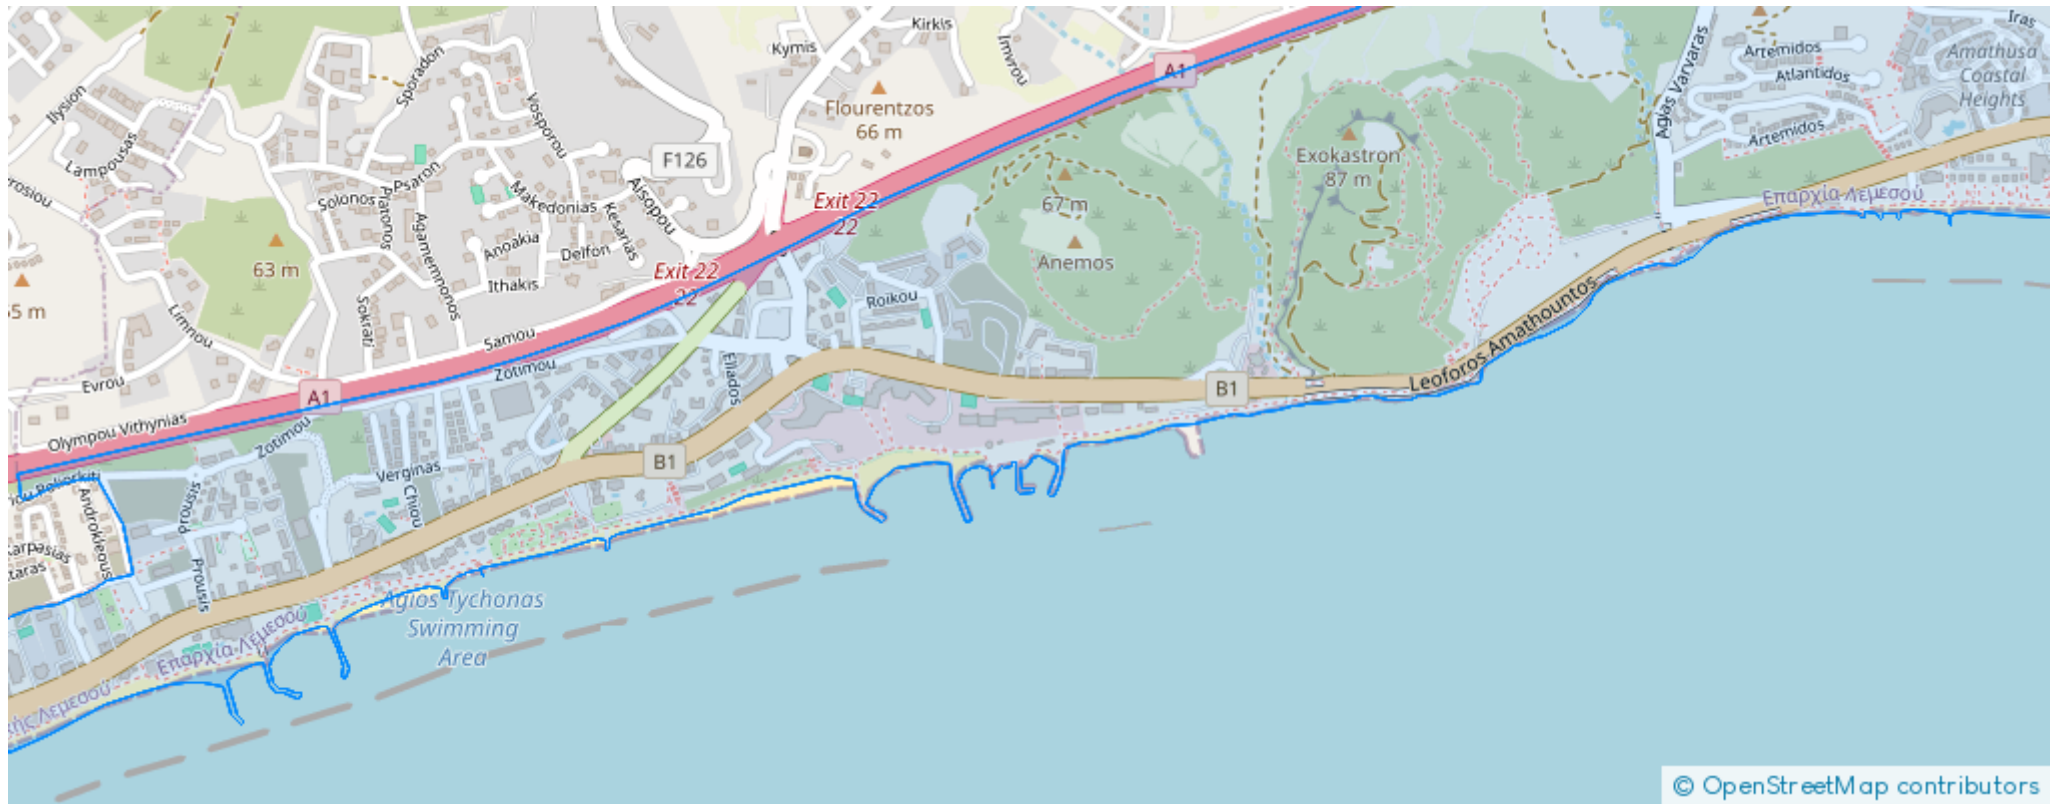 Kirkis
Kymis
Imvrou
A1
Agias Varvaras
Iras
Artemidos
Atlantidos
Amathusa
Coastal
Heights
Artemidos
Ilysion
Sporadon
Vosporou
Flourentzos
66 m
Lampousas
F126
Exokastron
87 m
Psaron
Makedonias
Aisopou
Exit 22
22
67 m
Επαρχία Λεμεσού
Solonos
Agamemnonos
Kesarias
Anoakia
Delfon
63 m
Exit 22
22
Anemos
Ithakis
Roikou
Limnou
Sokrati
Samou
Leoforos Amathountos
Evrou
Zotimou
Ellados
B1
A1
Olympou Vithynias
Zotimou
B1
Verginas
Chiou
Androkleous
Prousis
Prousis
Agios Tychonas
Swimming
Area
Επαρχία Λεμεσού
© OpenStreetMap contributors